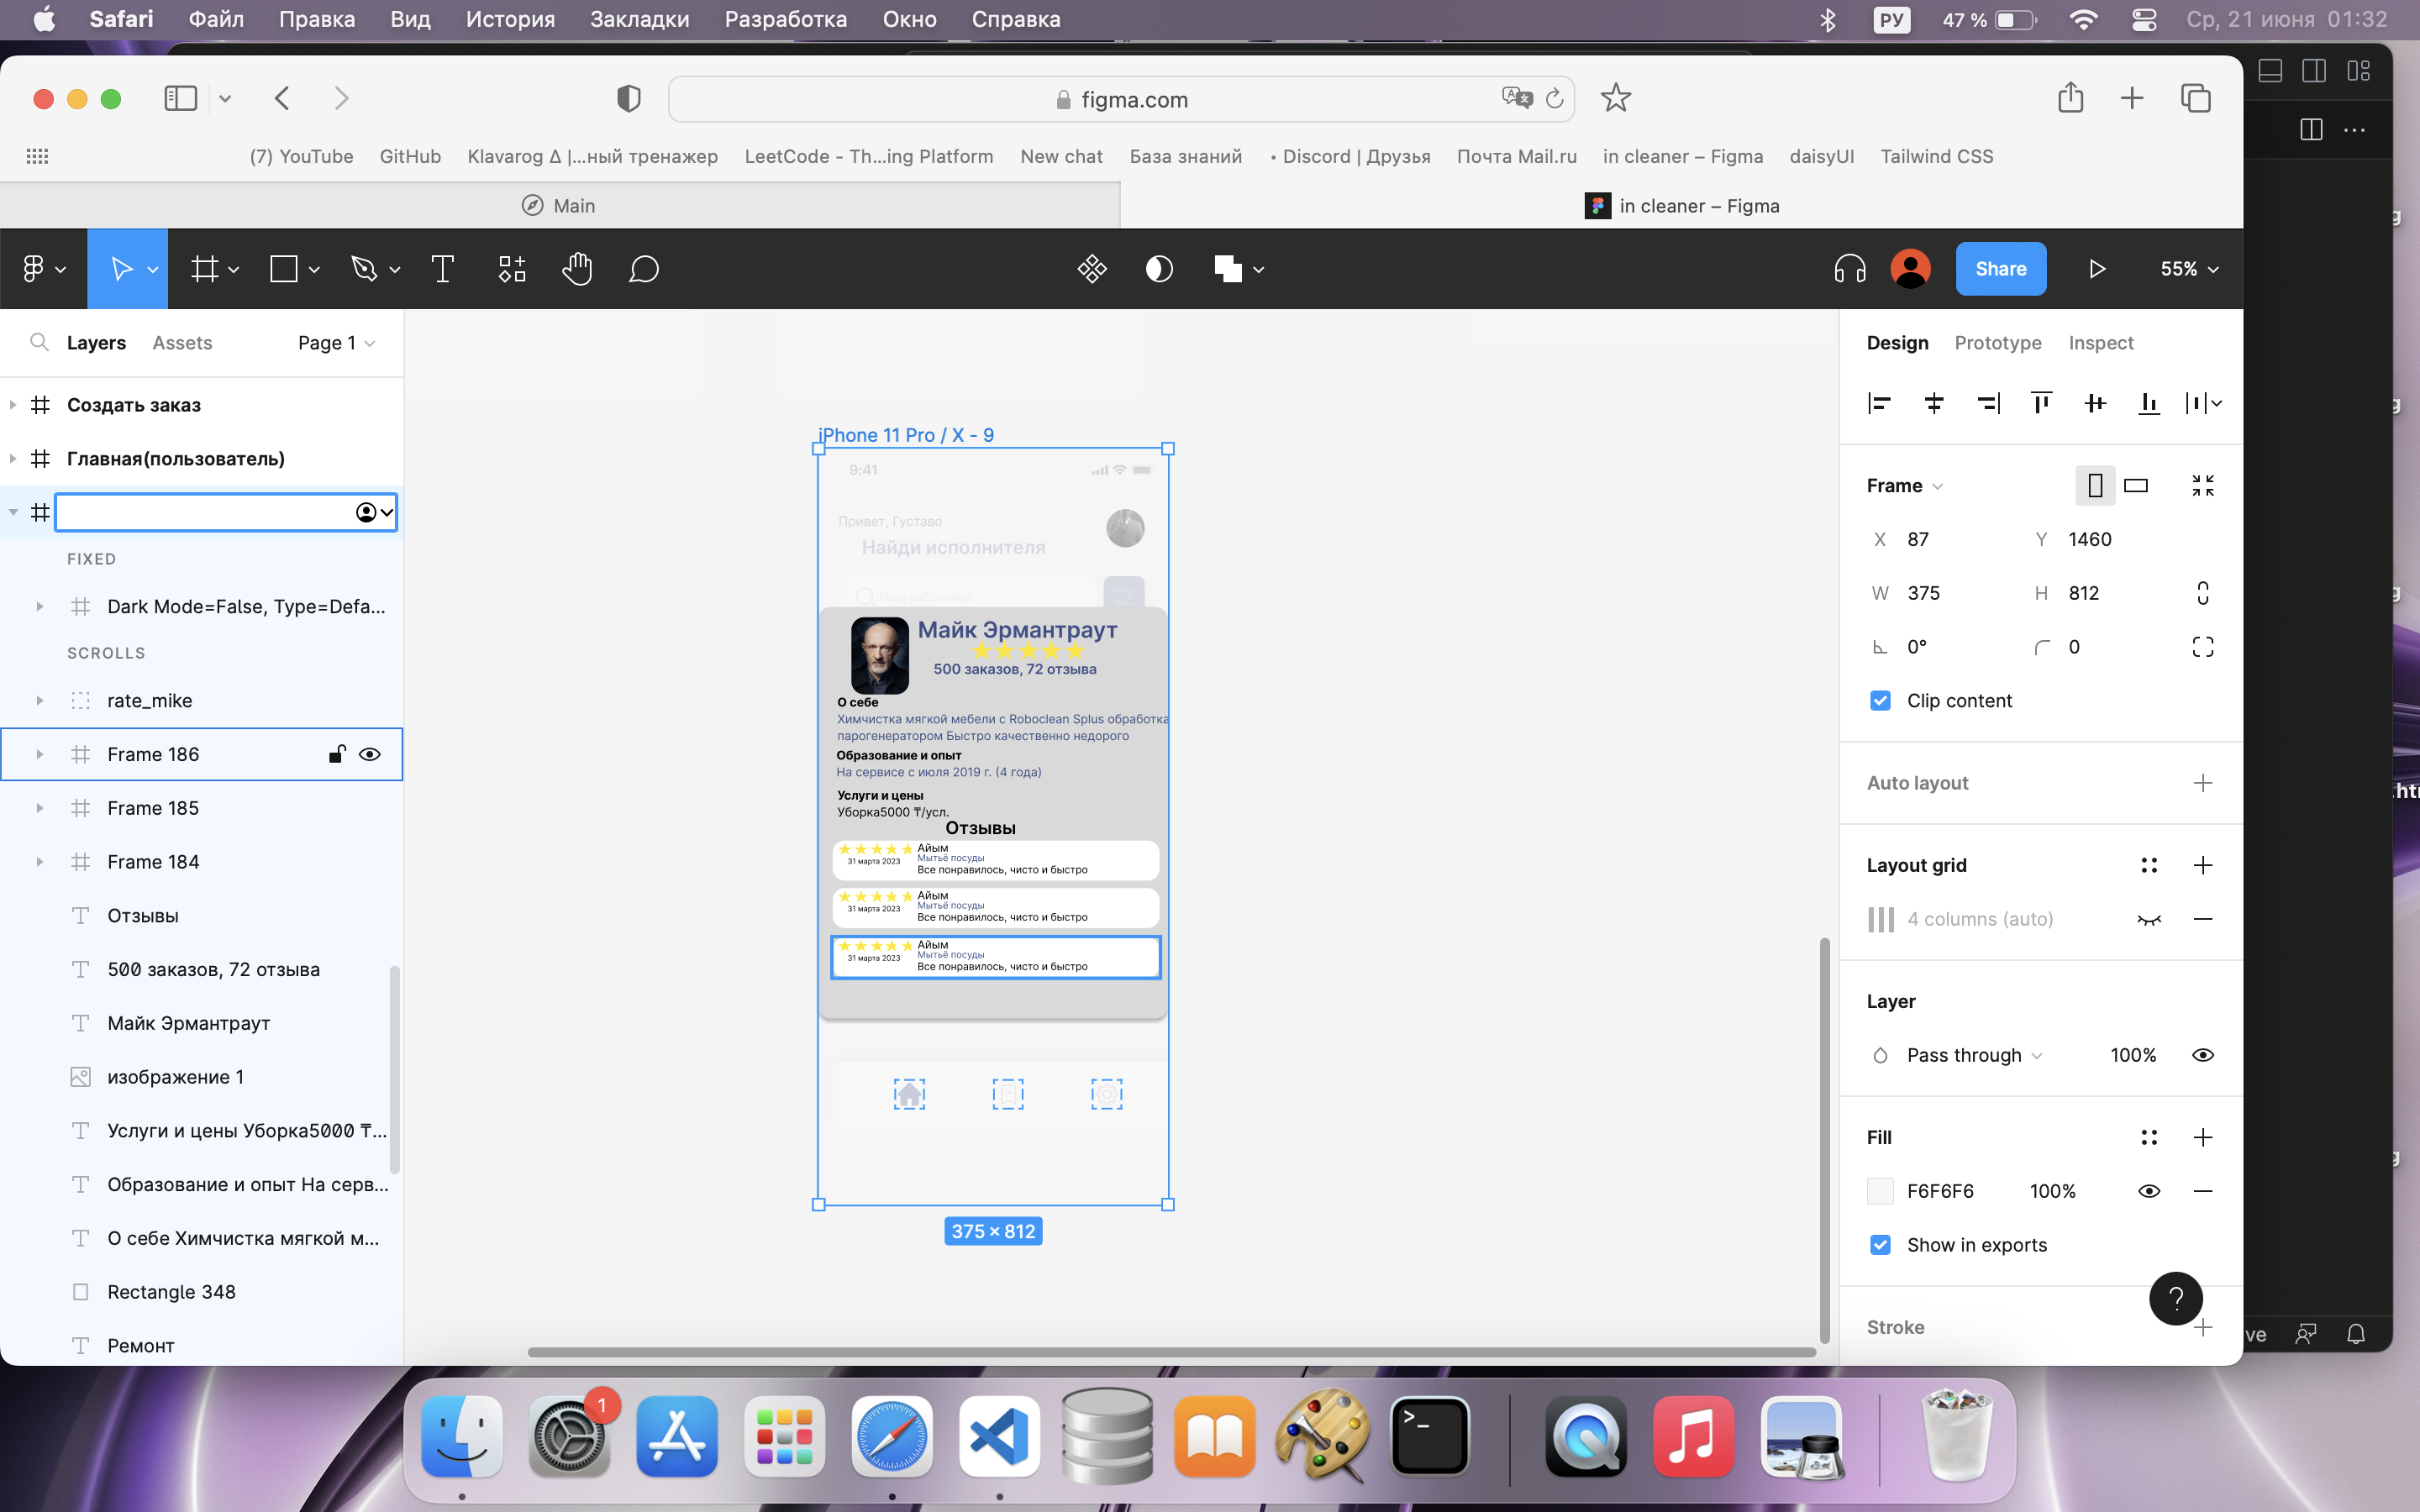 Safari Файл Правка Вид История Закладки Разработка Окно Справка РУ 47 % Ср, 21 июня 01:32
figma.com
(7) YouTube GitHub Klavarog Δ |...ный тренажер LeetCode - Th...ing Platform New chat База знаний • Discord | Друзья Почта Mail.ru in cleaner – Figma daisyUI Tailwind CSS
Main in cleaner – Figma
Share 55%
Layers Assets Page 1
Создать заказ
Главная(пользователь)
FIXED
Dark Mode=False, Type=Defa...
SCROLLS
rate_mike
Frame 186
Frame 185
Frame 184
Отзывы
500 заказов, 72 отзыва
Майк Эрмантраут
изображение 1
Услуги и цены Уборка5000 ₸...
Образование и опыт На серв...
О себе Химчистка мягкой м...
Rectangle 348
Ремонт
iPhone 11 Pro / X - 9
9:41
Привет, Густаво
Найди исполнителя
Ищи работника
Майк Эрмантраут
500 заказов, 72 отзыва
О себе
Химчистка мягкой мебели с Roboclean Splus обработка
парогенератором Быстро качественно недорого
Образование и опыт
На сервисе с июля 2019 г. (4 года)
Услуги и цены
Уборка5000 ₸/усл.
Отзывы
Айым
Мытьё посуды
31 марта 2023
Все понравилось, чисто и быстро
Айым
Мытьё посуды
31 марта 2023
Все понравилось, чисто и быстро
Айым
Мытьё посуды
31 марта 2023
Все понравилось, чисто и быстро
375 × 812
Design Prototype Inspect
Frame
X 87 Y 1460
W 375 H 812
0° 0
Clip content
Auto layout
Layout grid
4 columns (auto)
Layer
Pass through 100%
Fill
F6F6F6 100%
Show in exports
Stroke
?
g
g
g
.ht
g
ve
1